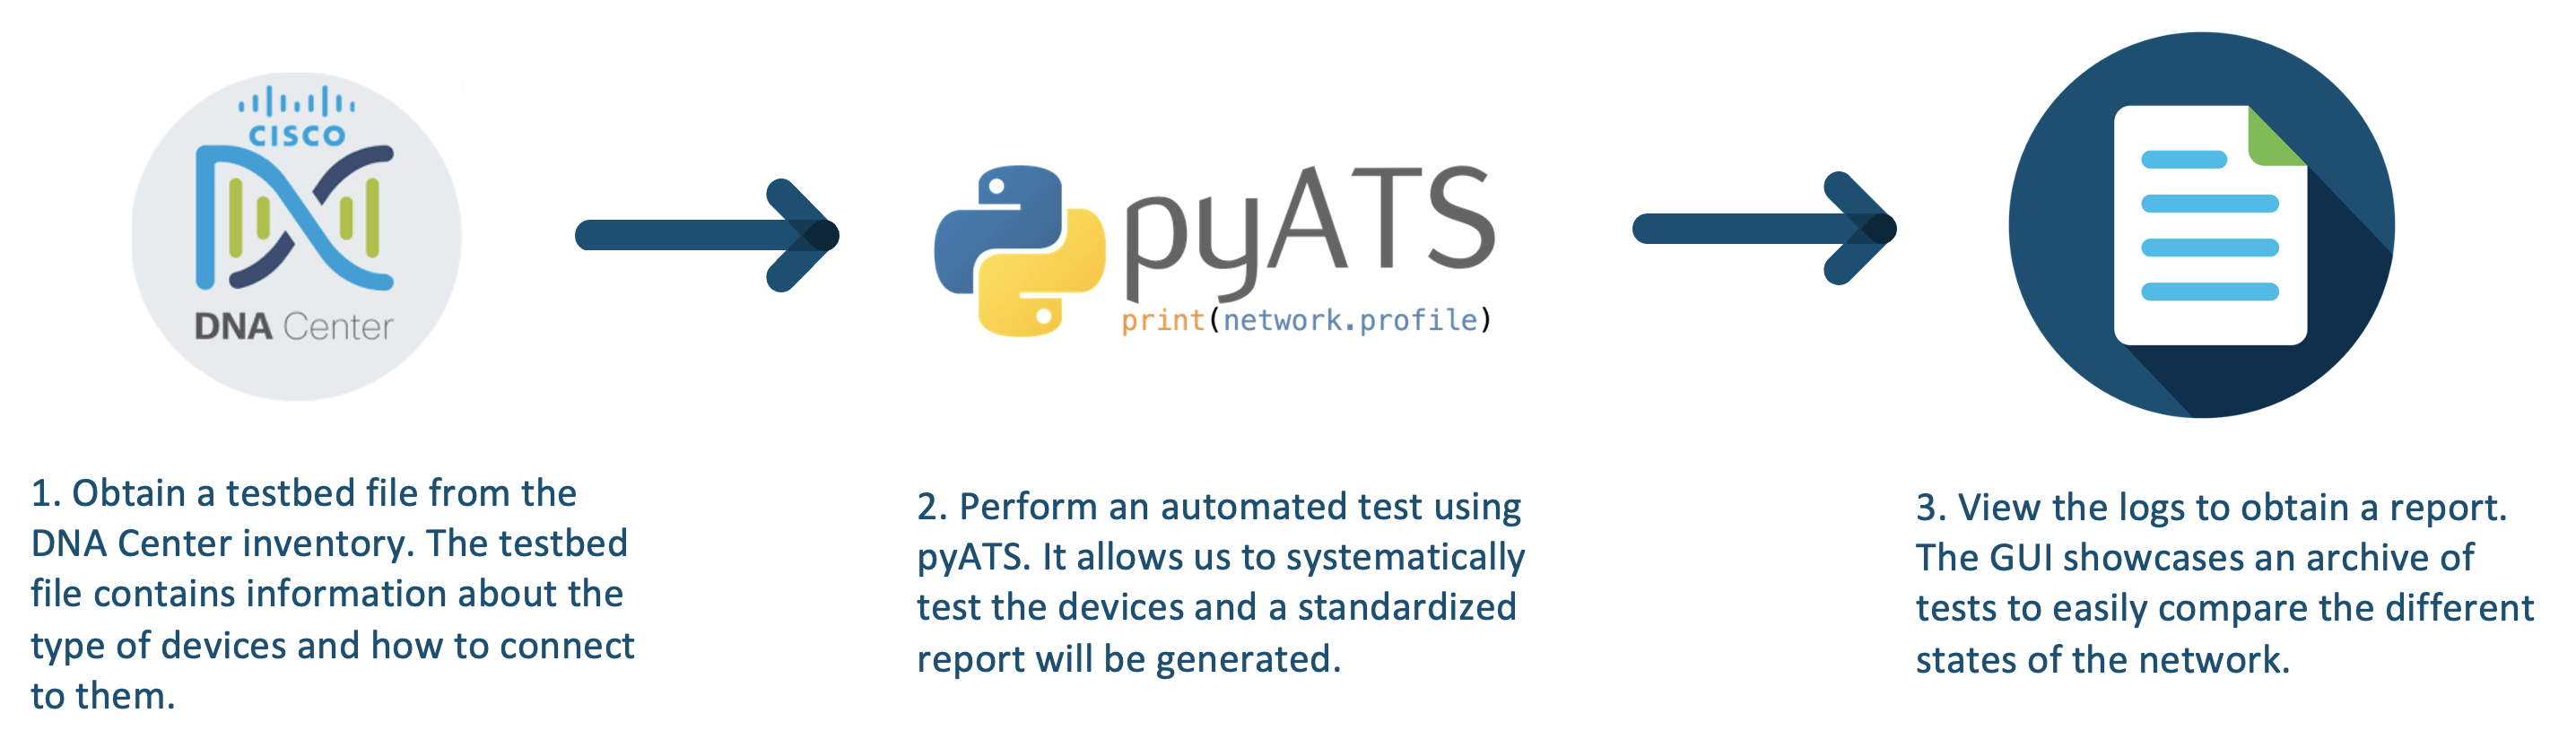 CISCO
DNA Center
pyATS
print(network.profile)
1. Obtain a testbed file from the
DNA Center inventory. The testbed
file contains information about the
type of devices and how to connect
to them.
2. Perform an automated test using
pyATS. It allows us to systematically
test the devices and a standardized
report will be generated.
3. View the logs to obtain a report.
The GUI showcases an archive of
tests to easily compare the different
states of the network.